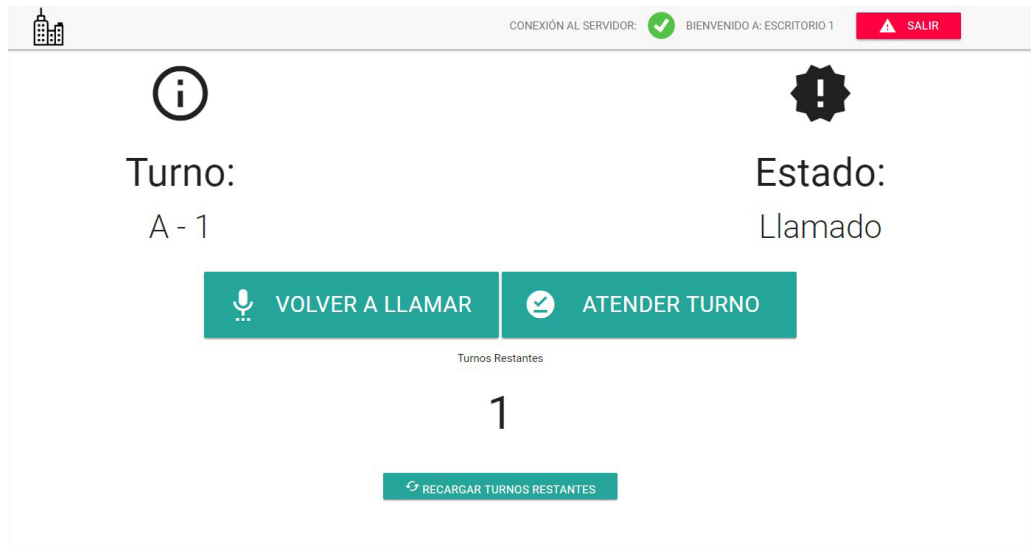 CONEXIÓN AL SERVIDOR: BIENVENIDO A: ESCRITORIO 1 SALIR
Turno: Estado:
A - 1 Llamado
VOLVER A LLAMAR ATENDER TURNO
Turnos Restantes
1
RECARGAR TURNOS RESTANTES